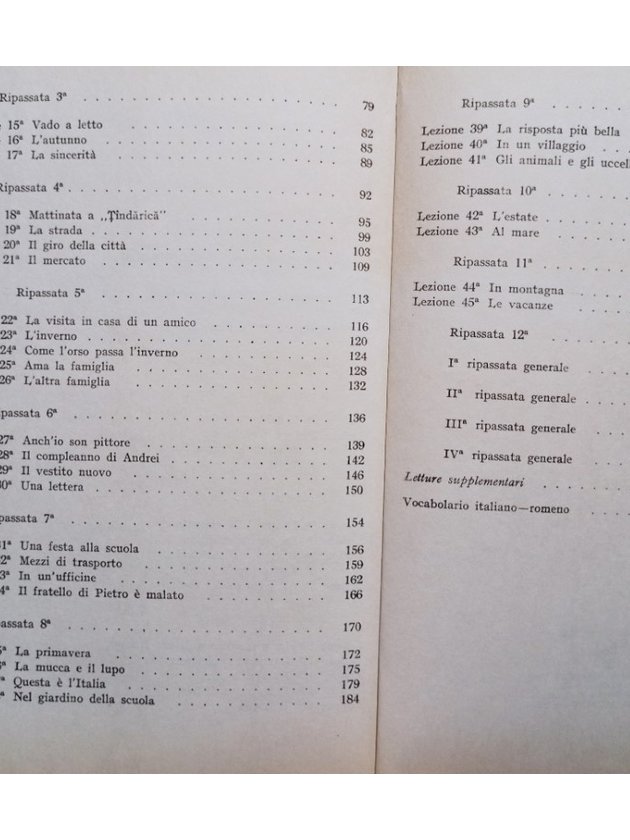 Ripassata 3ª . . . . . . . . . . 79
15ª Vado a letto . . . . . . . . . . 82
16ª L'autunno . . . . . . . . . . 85
17ª La sincerità . . . . . . . . . . 89
Ripassata 4ª . . . . . . . . . . 92
18ª Mattinata a „Țindărică" . . . . . . . . . . 95
19ª La strada . . . . . . . . . . 99
20ª Il giro della città . . . . . . . . . . 103
21ª Il mercato . . . . . . . . . . 109
Ripassata 5ª . . . . . . . . . . 113
22ª La visita in casa di un amico . . . . . . . . . . 116
23ª L'inverno . . . . . . . . . . 120
24ª Come l'orso passa l'inverno . . . . . . . . . . 124
25ª Ama la famiglia . . . . . . . . . . 128
26ª L'altra famiglia . . . . . . . . . . 132
ipassata 6ª . . . . . . . . . . 136
27ª Anch'io son pittore . . . . . . . . . . 139
28ª Il compleanno di Andrei . . . . . . . . . . 142
29ª Il vestito nuovo . . . . . . . . . . 146
30ª Una lettera . . . . . . . . . . 150
passata 7ª . . . . . . . . . . 154
31ª Una festa alla scuola . . . . . . . . . . 156
2ª Mezzi di trasporto . . . . . . . . . . 159
3ª In un'ufficine . . . . . . . . . . 162
4ª Il fratello di Pietro è malato . . . . . . . . . . 166
passata 8ª . . . . . . . . . . 170
5ª La primavera . . . . . . . . . . 172
ª La mucca e il lupo . . . . . . . . . . 175
ª Questa è l'Italia . . . . . . . . . . 179
ª Nel giardino della scuola . . . . . . . . . . 184
Ripassata 9ª . . . . .
Lezione 39ª La risposta più bella
Lezione 40ª In un villaggio . . .
Lezione 41ª Gli animali e gli uccel
Ripassata 10ª . . . . .
Lezione 42ª L'estate . . . . .
Lezione 43ª Al mare . . . . .
Ripassata 11ª . . . . .
Lezione 44ª In montagna . . . .
Lezione 45ª Le vacanze . . . .
Ripassata 12ª . . . . .
Iª ripassata generale . . .
IIª ripassata generale . . .
IIIª ripassata generale . . .
IVª ripassata generale . . .
Letture supplementari . . . . .
Vocabolario italiano—romeno . . .